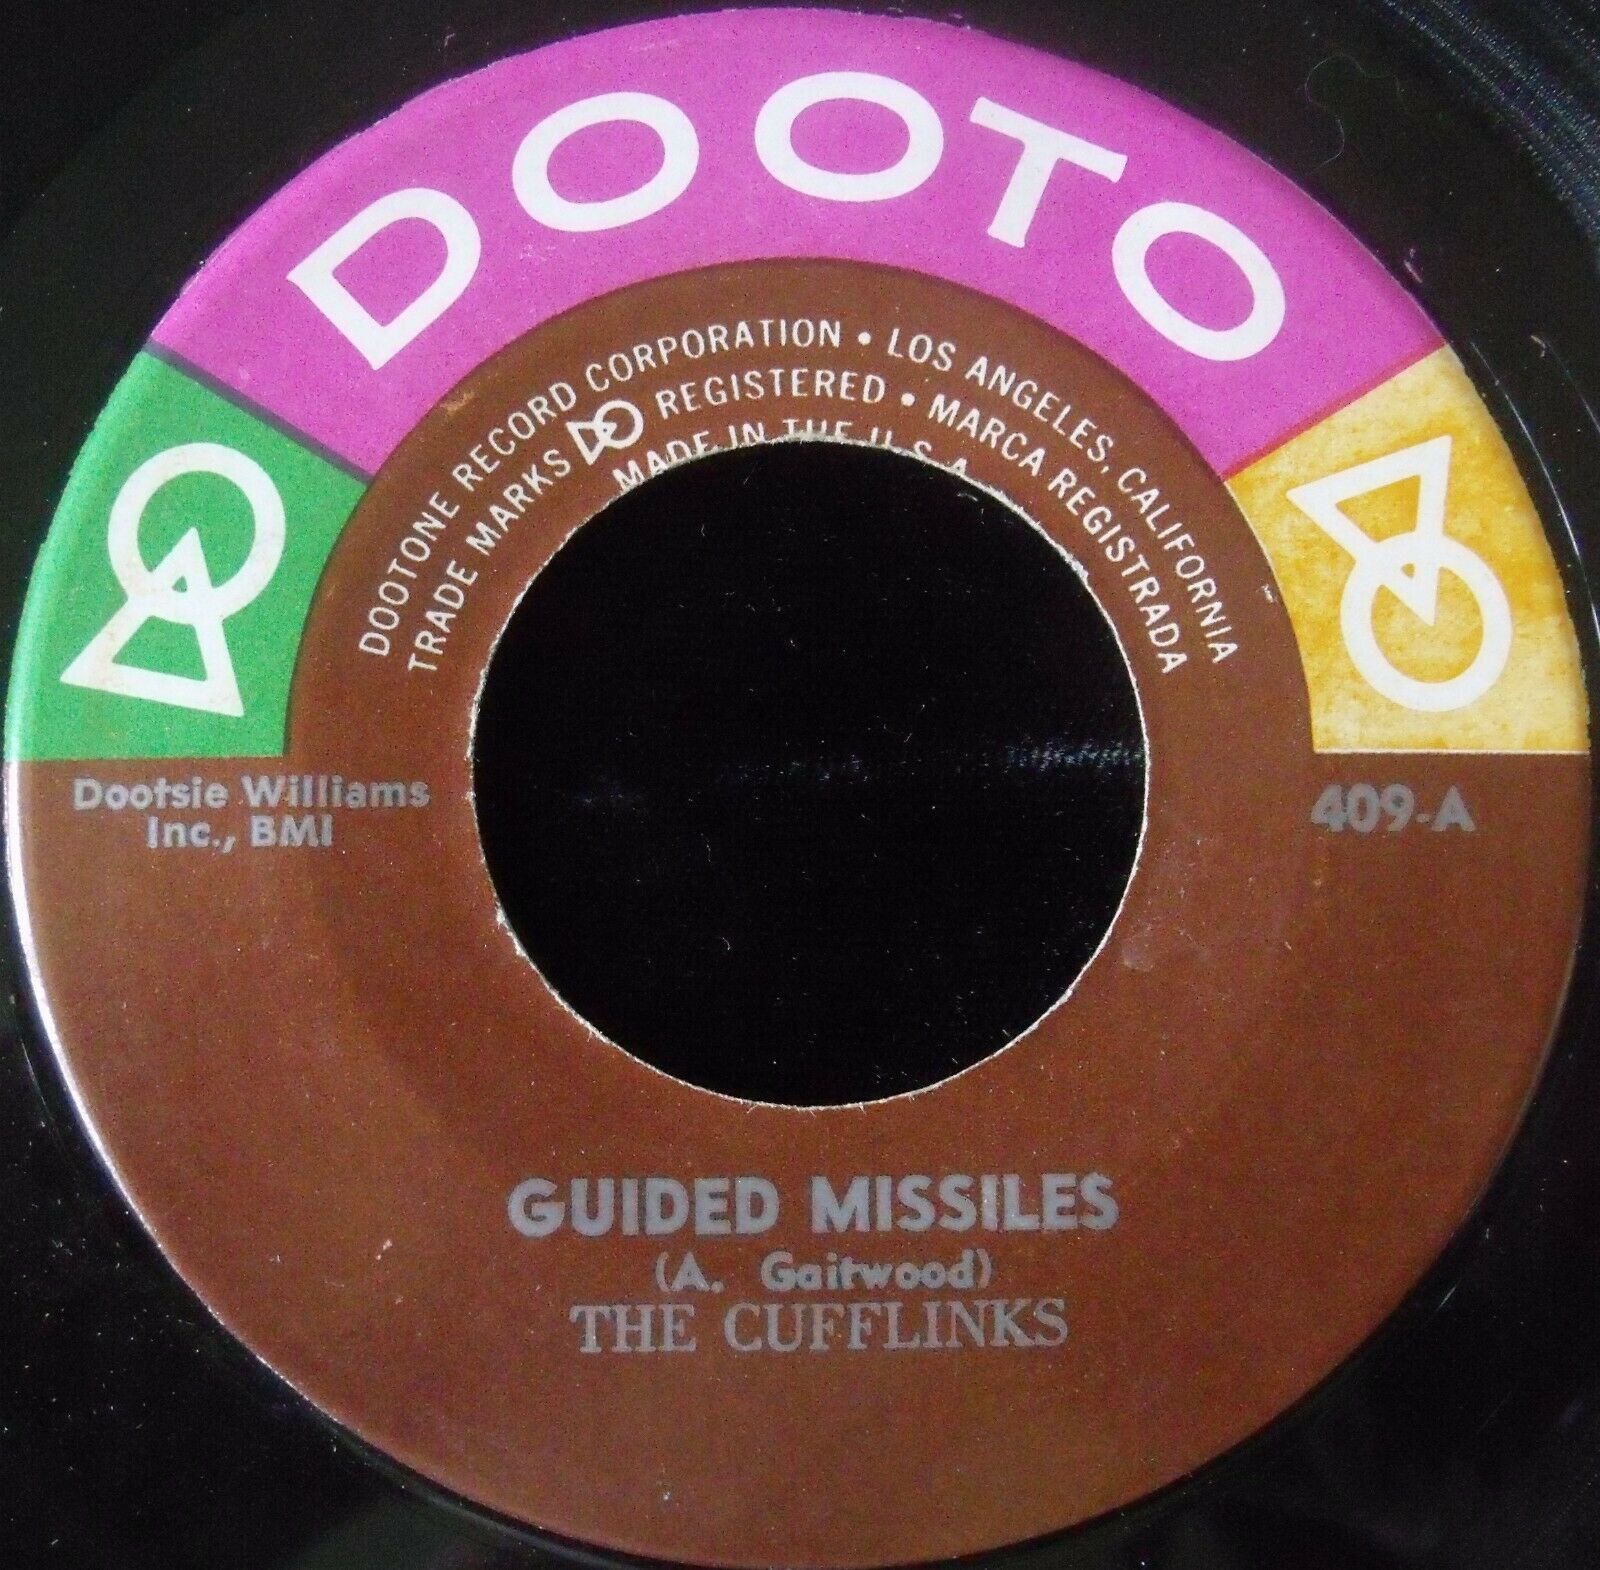 DOOTO
DOOTONE RECORD CORPORATION • LOS ANGELES, CALIFORNIA
TRADE MARKS DO REGISTERED • MARCA REGISTRADA
MADE IN THE U.S.A.
Dootsie Williams
Inc., BMI
409-A
GUIDED MISSILES
(A. Gaitwood)
THE CUFFLINKS